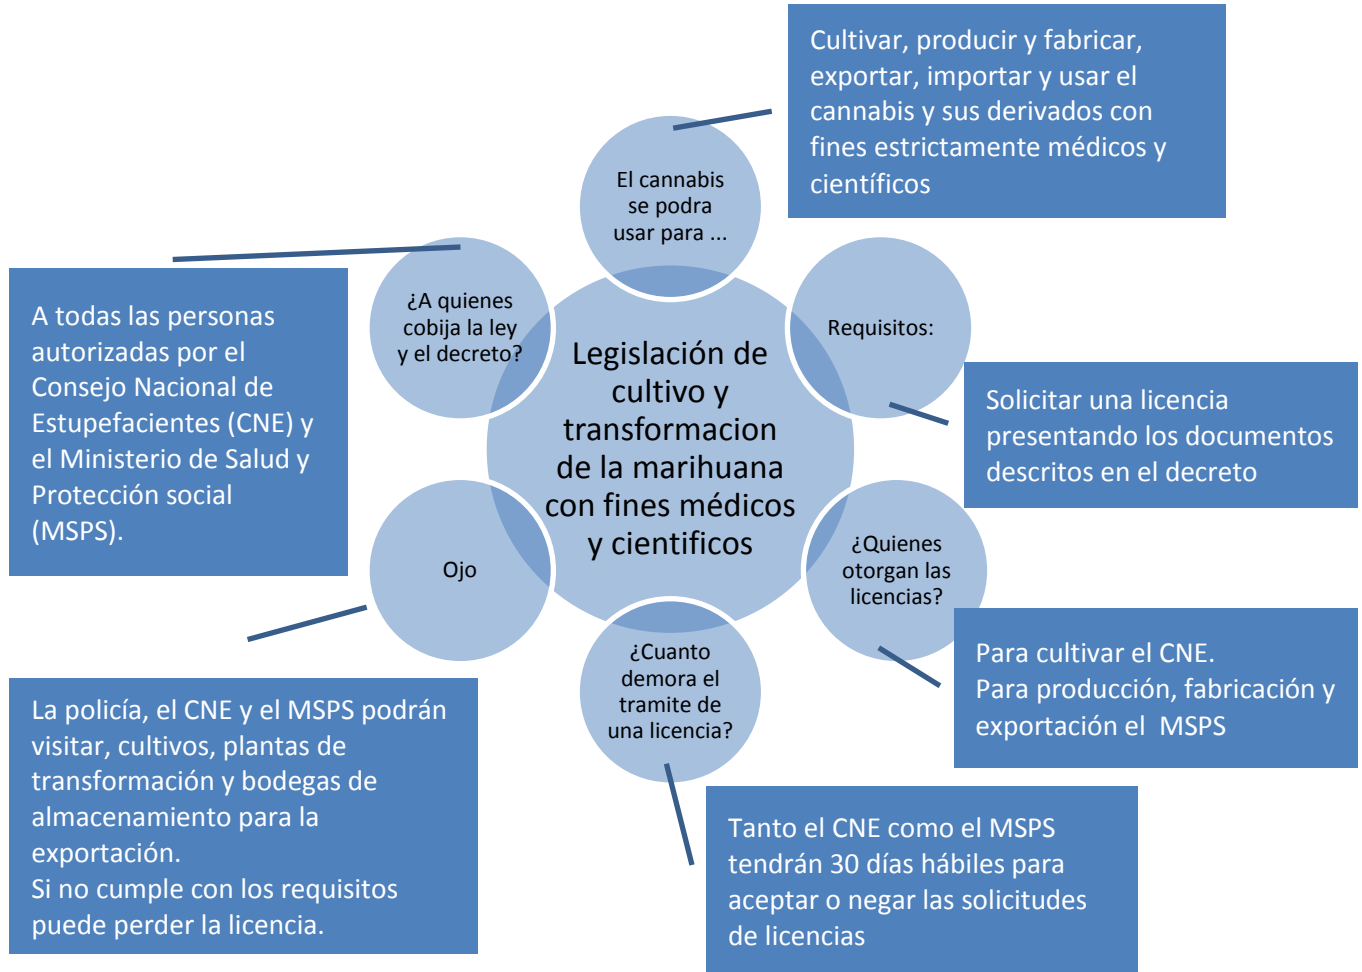 Cultivar, producir y fabricar,
exportar, importar y usar el
cannabis y sus derivados con
fines estrictamente médicos y
científicos
El cannabis
se podra
usar para ...
¿A quienes
cobija la ley
y el decreto?
A todas las personas
autorizadas por el
Consejo Nacional de
Estupefacientes (CNE) y
el Ministerio de Salud y
Protección social
(MSPS).
Requisitos:
Solicitar una licencia
presentando los documentos
descritos en el decreto
Legislación de
cultivo y
transformacion
de la marihuana
con fines médicos
y cientificos
¿Quienes
otorgan las
licencias?
Para cultivar el CNE.
Para producción, fabricación y
exportación el  MSPS
Ojo
La policía, el CNE y el MSPS podrán
visitar, cultivos, plantas de
transformación y bodegas de
almacenamiento para la
exportación.
Si no cumple con los requisitos
puede perder la licencia.
¿Cuanto
demora el
tramite de
una licencia?
Tanto el CNE como el MSPS
tendrán 30 días hábiles para
aceptar o negar las solicitudes
de licencias